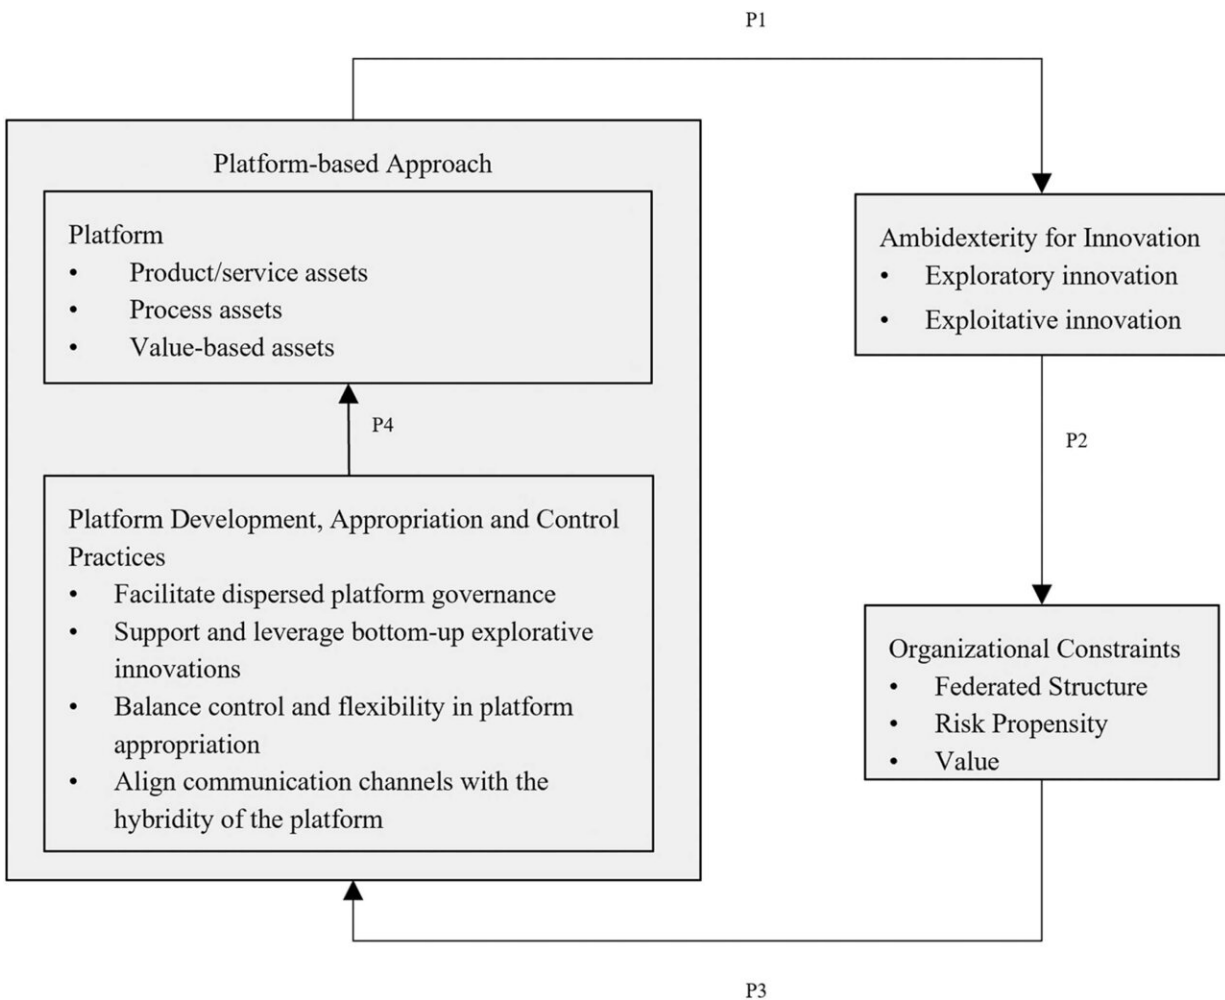 P1
Platform-based Approach
Platform
• Product/service assets
• Process assets
• Value-based assets
P4
Platform Development, Appropriation and Control
Practices
• Facilitate dispersed platform governance
• Support and leverage bottom-up explorative
innovations
• Balance control and flexibility in platform
appropriation
• Align communication channels with the
hybridity of the platform
Ambidexterity for Innovation
• Exploratory innovation
• Exploitative innovation
P2
Organizational Constraints
• Federated Structure
• Risk Propensity
• Value
P3